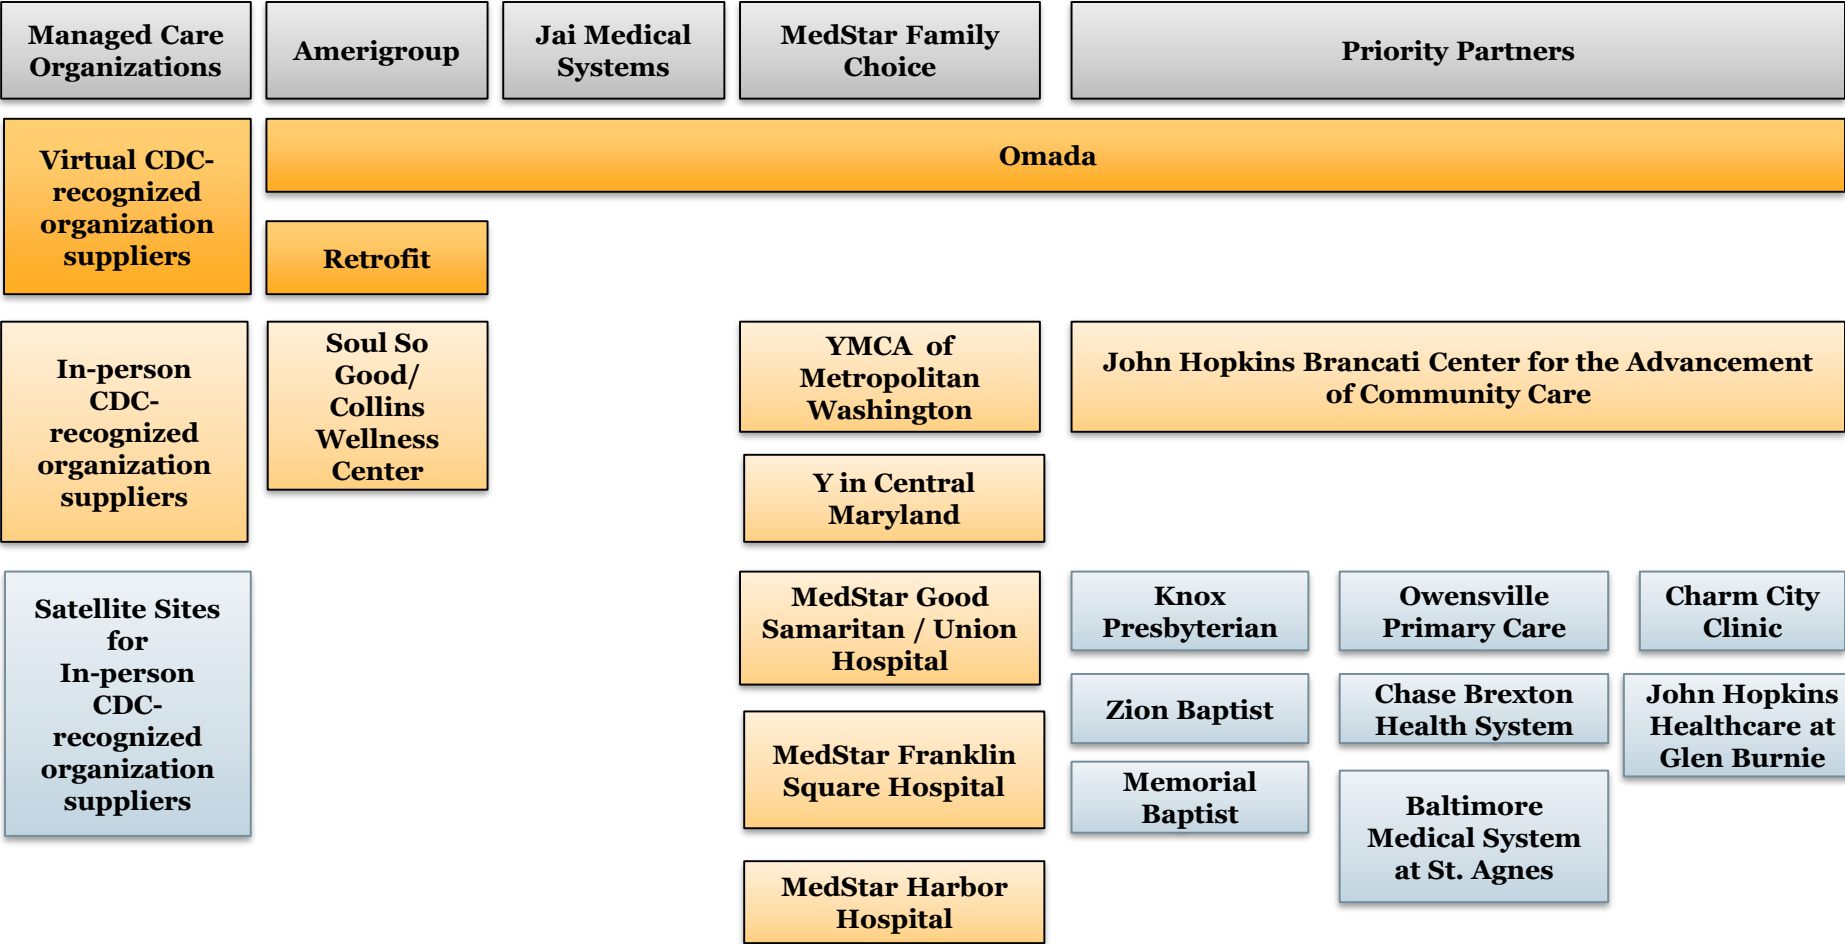 Managed Care
Organizations
Amerigroup
Jai Medical
Systems
MedStar Family
Choice
Priority Partners
Virtual CDC-
recognized
organization
suppliers
Omada
Retrofit
In-person
CDC-
recognized
organization
suppliers
Soul So
Good/
Collins
Wellness
Center
YMCA  of
Metropolitan
Washington
John Hopkins Brancati Center for the Advancement
of Community Care
Y in Central
Maryland
Satellite Sites
for
In-person
CDC-
recognized
organization
suppliers
MedStar Good
Samaritan / Union
Hospital
Knox
Presbyterian
Owensville
Primary Care
Charm City
Clinic
MedStar Franklin
Square Hospital
Zion Baptist
Chase Brexton
Health System
John Hopkins
Healthcare at
Glen Burnie
Memorial
Baptist
Baltimore
Medical System
at St. Agnes
MedStar Harbor
Hospital